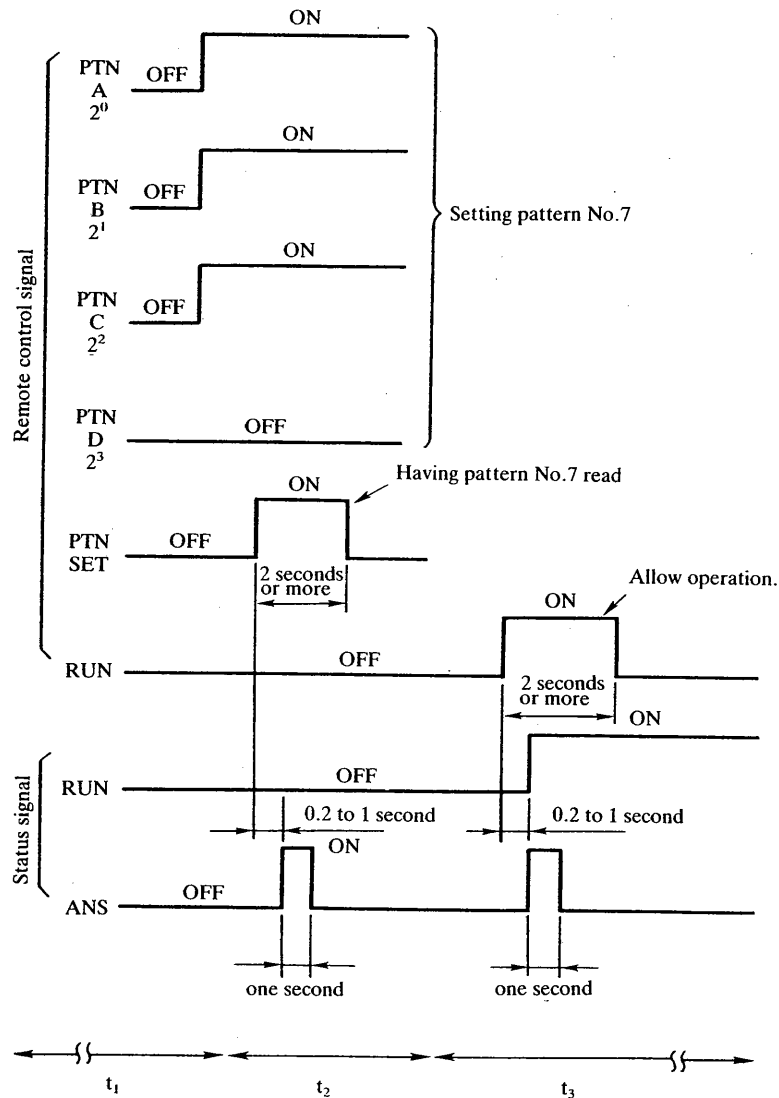 ON
PTN OFF
A
2⁰
ON
PTN OFF
B
2¹
Setting pattern No.7
ON
PTN OFF
C
2²
Remote control signal
PTN OFF
D
2³
Having pattern No.7 read
ON
PTN OFF
SET
2 seconds
or more
Allow operation.
ON
RUN OFF
2 seconds
or more
ON
Status signal
RUN OFF
0.2 to 1 second 0.2 to 1 second
ON
OFF
ANS
one second one second
t₁ t₂ t₃